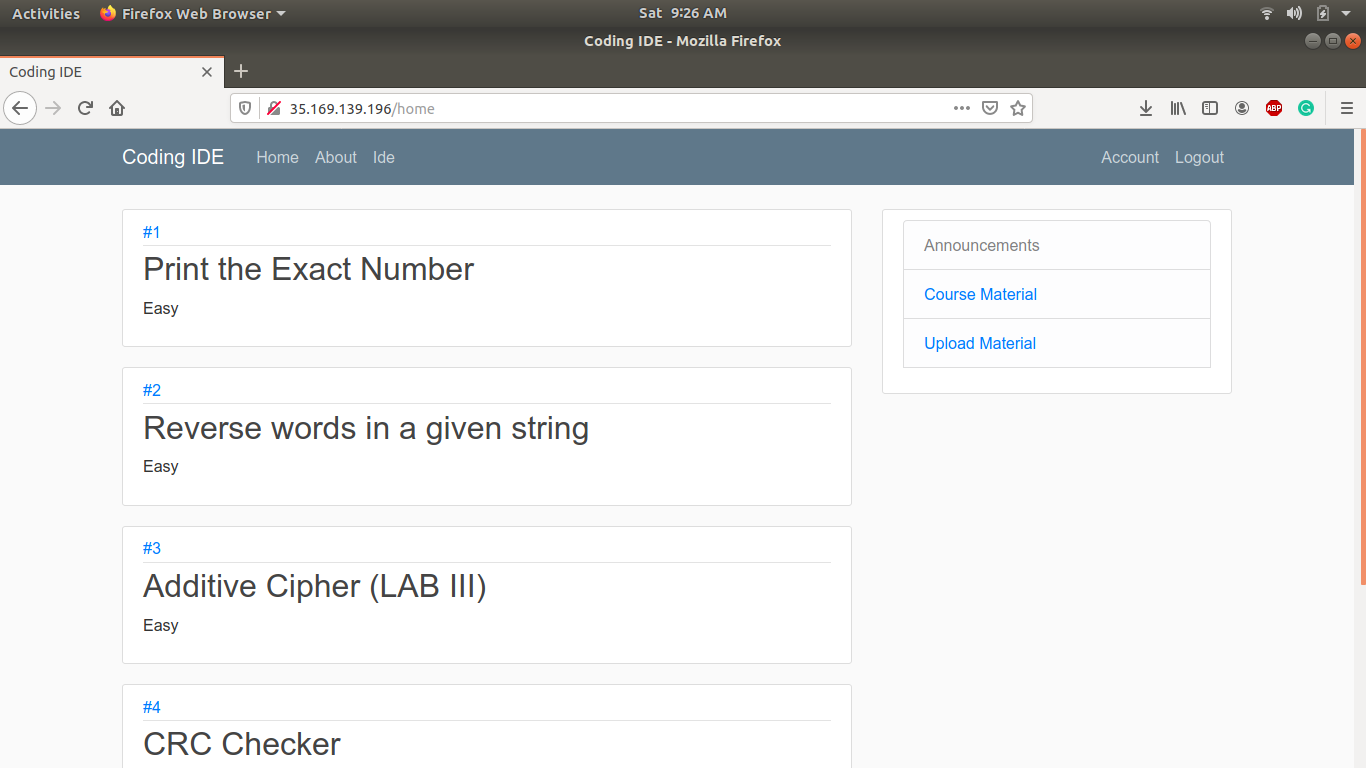 Activities Firefox Web Browser Sat 9:26 AM
Coding IDE - Mozilla Firefox
Coding IDE
35.169.139.196/home
ABP
Coding IDE Home About Ide Account Logout
#1
Print the Exact Number
Easy
#2
Reverse words in a given string
Easy
#3
Additive Cipher (LAB III)
Easy
#4
CRC Checker
Announcements
Course Material
Upload Material